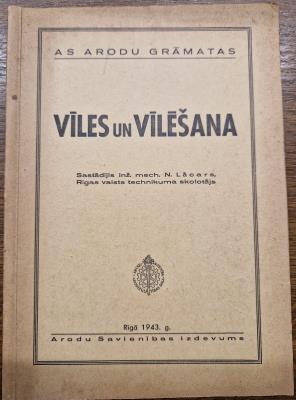 AS ARODU GRĀMATAS
VĪLES UN VĪLĒŠANA
Sastādījis inž. mech. N. Lācars,
Rīgas valsts technikuma skolotājs
Rīgā 1943. g.
Arodu Savienības izdevums